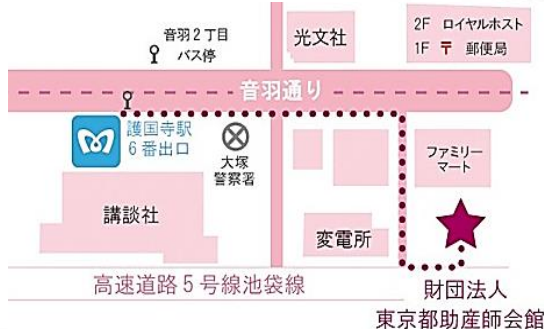 音羽2丁目
バス停
光文社
2F ロイヤルホスト
1F 〒 郵便局
音羽通り
護国寺駅
6番出口
大塚
警察署
ファミリー
マート
講談社
変電所
高速道路5号線池袋線
財団法人
東京都助産師会館